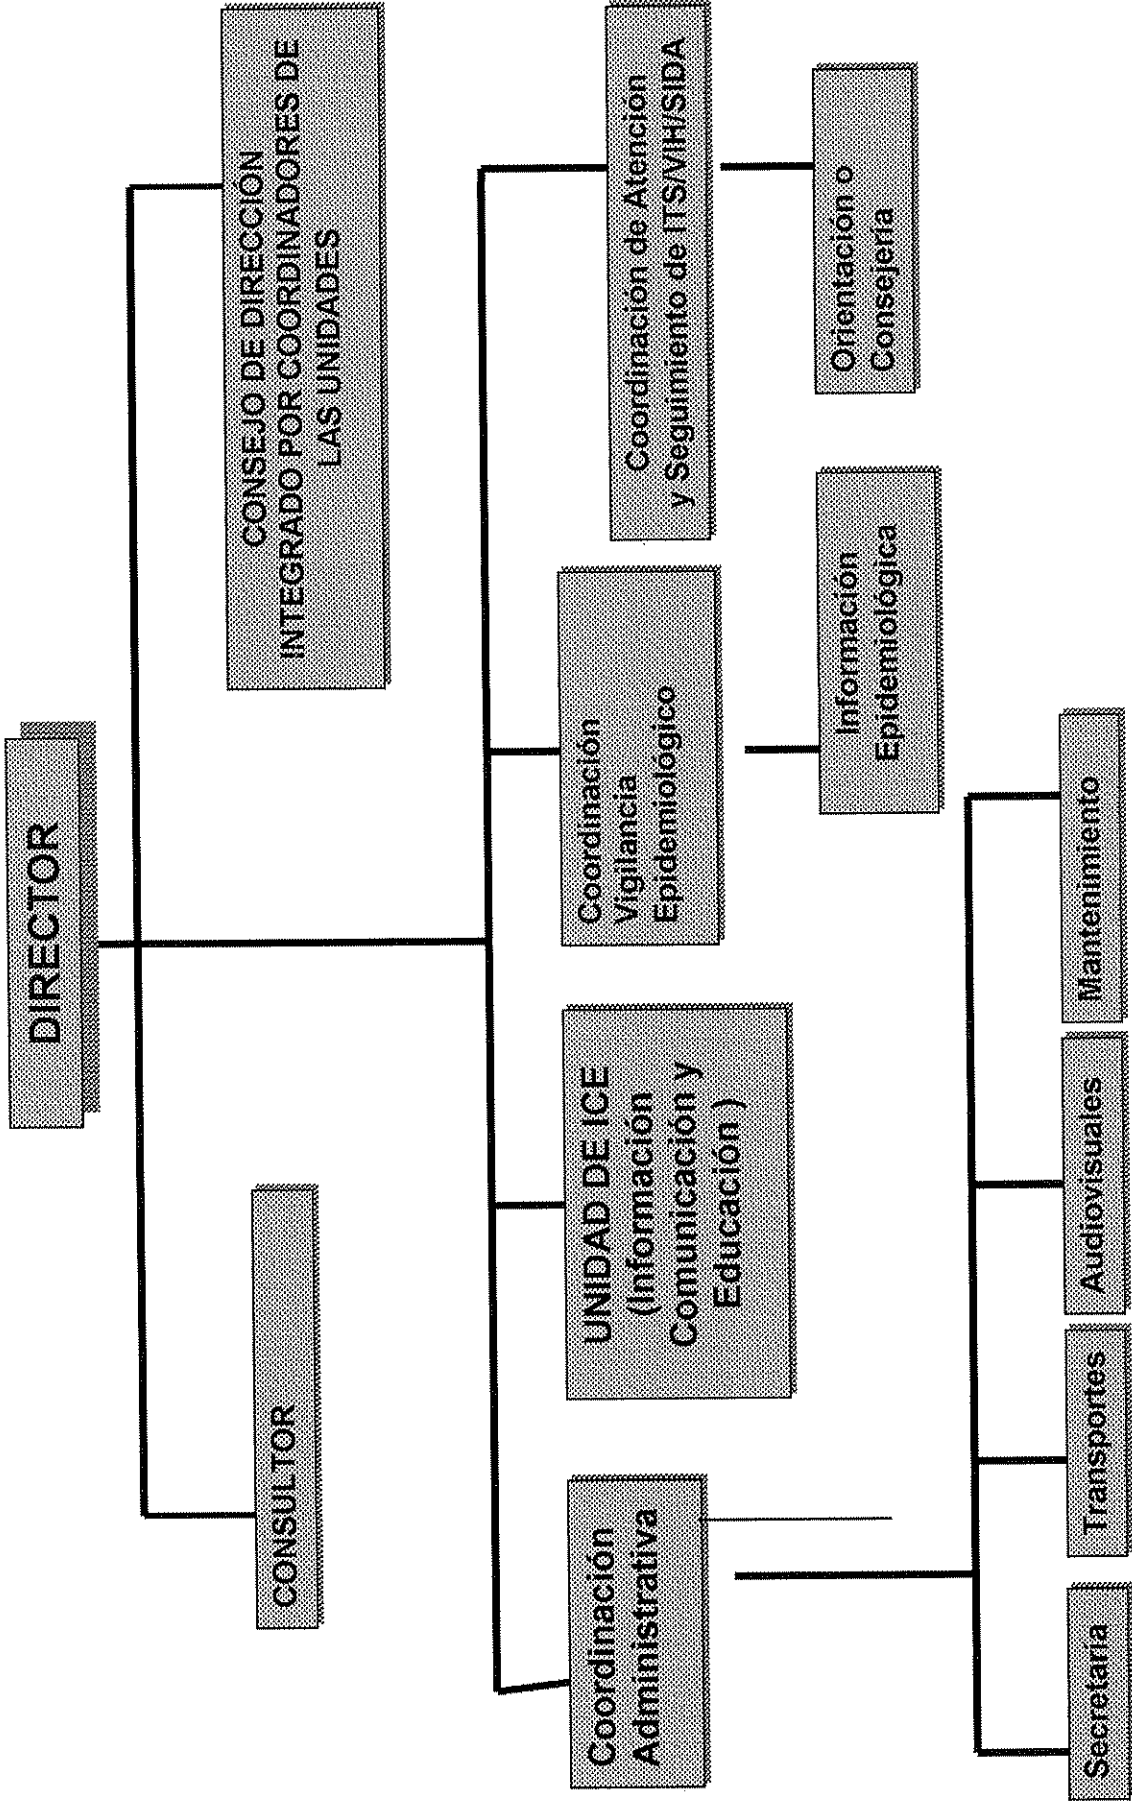 DIRECTOR
CONSULTOR
CONSEJO DE DIRECCIÓN
INTEGRADO POR COORDINADORES DE
LAS UNIDADES
Coordinación
Administrativa
UNIDAD DE ICE
(Información
Comunicación y
Educación )
Coordinación
Vigilancia
Epidemiológico
Coordinación de Atención
y Seguimiento de ITS/VIH/SIDA
Información
Epidemiológica
Orientación o
Consejería
Secretaría
Transportes
Audiovisuales
Mantenimiento